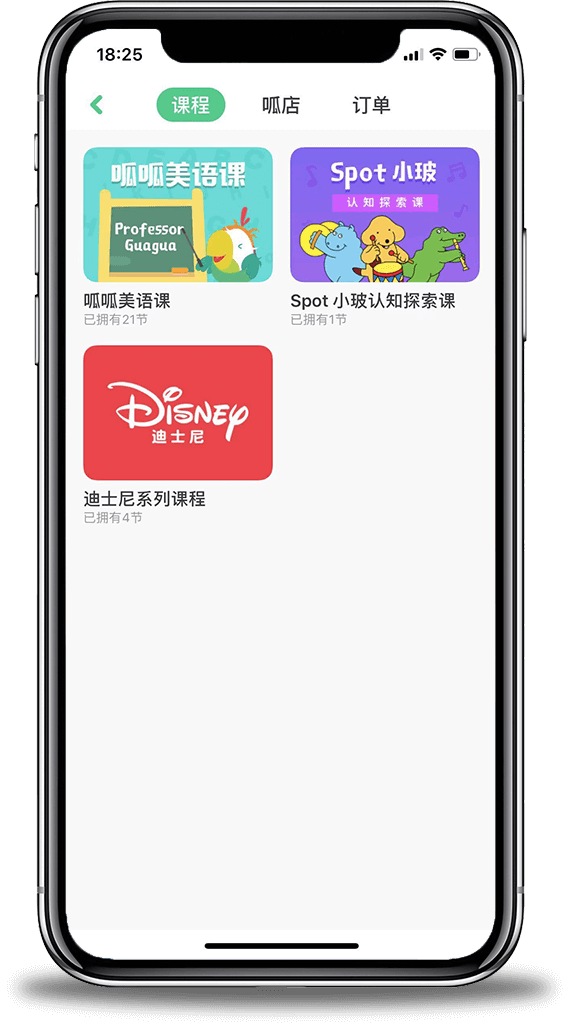 18:25
课程
呱店
订单
呱呱美语课
Professor
Guagua
Spot 小玻
认知探索课
呱呱美语课
已拥有21节
Spot 小玻认知探索课
已拥有1节
Disney
迪士尼
迪士尼系列课程
已拥有4节